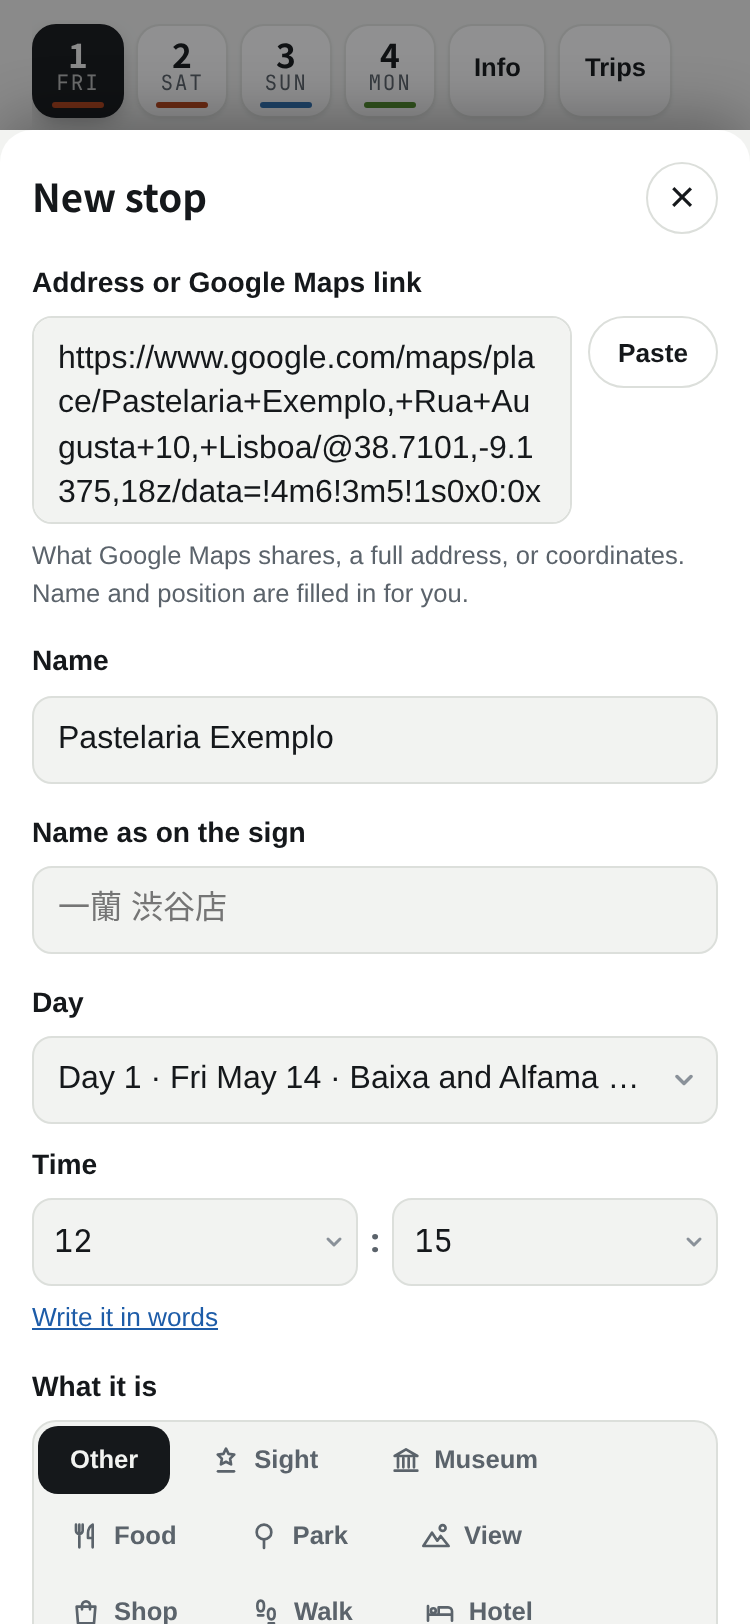 1
FRI
2
SAT
3
SUN
4
MON
Info
Trips
New stop
Address or Google Maps link
https://www.google.com/maps/pla
ce/Pastelaria+Exemplo,+Rua+Au
gusta+10,+Lisboa/@38.7101,-9.1
375,18z/data=!4m6!3m5!1s0x0:0x
Paste
What Google Maps shares, a full address, or coordinates.
Name and position are filled in for you.
Name
Pastelaria Exemplo
Name as on the sign
一蘭 渋谷店
Day
Day 1 · Fri May 14 · Baixa and Alfama …
Time
12 : 15
Write it in words
What it is
Other Sight Museum
Food Park View
Shop Walk Hotel